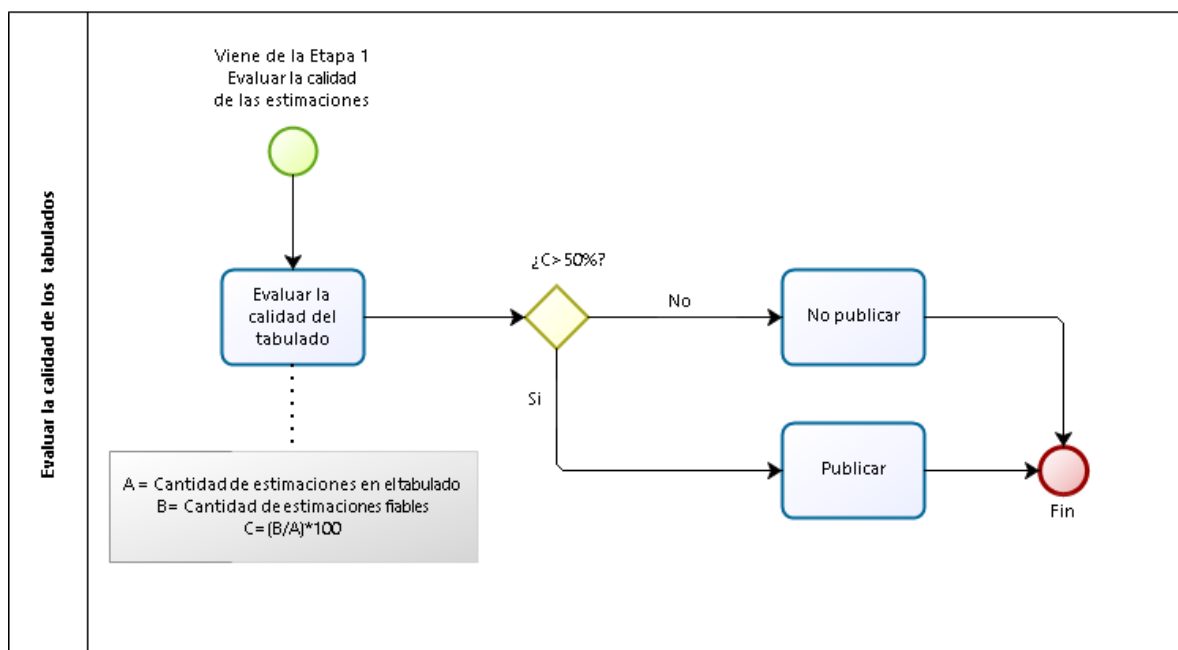 Evaluar la calidad de los tabulados
Viene de la Etapa 1
Evaluar la calidad
de las estimaciones
Evaluar la
calidad del
tabulado
¿C>50%?
No
Si
No publicar
Publicar
Fin
A = Cantidad de estimaciones en el tabulado
B= Cantidad de estimaciones fiables
C=(B/A)*100